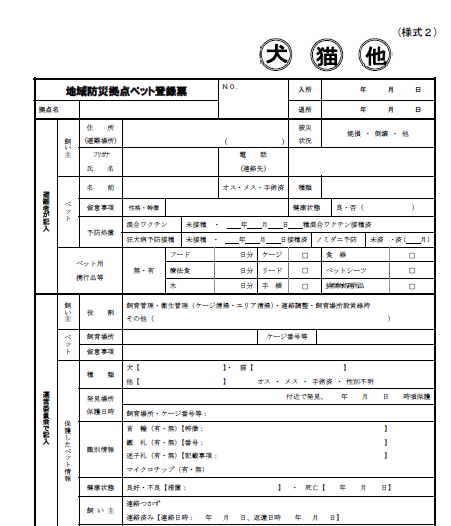 （様式２）
犬 猫 他
地域防災拠点ペット登録票 ＮＯ. 入所 年 月 日
拠点名 退所 年 月 日
避難者が記入
飼い主 住 所 (避難場所) ( ) 被災状況 焼損 ・ 倒壊 ・ 他
フリガナ 氏 名 電 話 (連絡先)
ペット 名 前 オス・メス・手術済 種類
留意事項 性格・特徴 健康状態 良・否（ ）
予防処置 混合ワクチン 未接種 ・ 年 月 日 種混合ワクチン接種済
狂犬病予防接種 未接種 ・ 年 月 日接種済 ノミダニ予防 未済 ・済（ 月）
ペット用携行品等 無・有 フード 日分 ケージ □ 食 器 □
療法食 日分 リード □ ペットシーツ □
水 日分 手 綱 □ □
運営委員会で記入
飼い主 役 割 飼育管理・衛生管理（ケージ清掃・エリア清掃）・連絡調整・飼育場所設営維持
その他（ ）
ペット 飼育場所 ケージ番号等
留意事項
保護したペット情報 種 類 犬【 】・ 猫【 】
他【 】 オス ・ メス ・ 手術済 ・ 性別不明
発見場所 保護日時 付近で発見、 年 月 日 時頃保護
飼育場所・ケージ番号等：
識別情報 首 輪（有・無）【特徴： 】
鑑 札（有・無）【番号： 】
迷子札（有・無）【記載事項： 】
マイクロチップ（有・無）
健康状態 良好・不良【措置： 】 ・ 死亡【 年 月 日】
飼 い 主 連絡つかず
連絡済み【連絡日時： 年 月 日、返還日時 年 月 日】